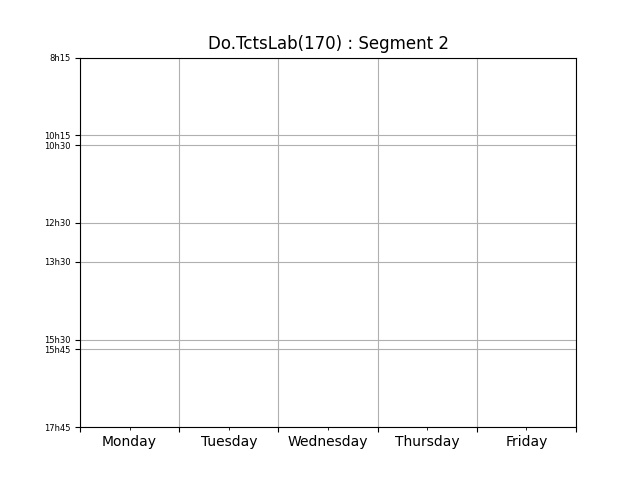 Do.TctsLab(170) : Segment 2
8h15
10h15
10h30
12h30
13h30
15h30
15h45
17h45
Monday Tuesday Wednesday Thursday Friday